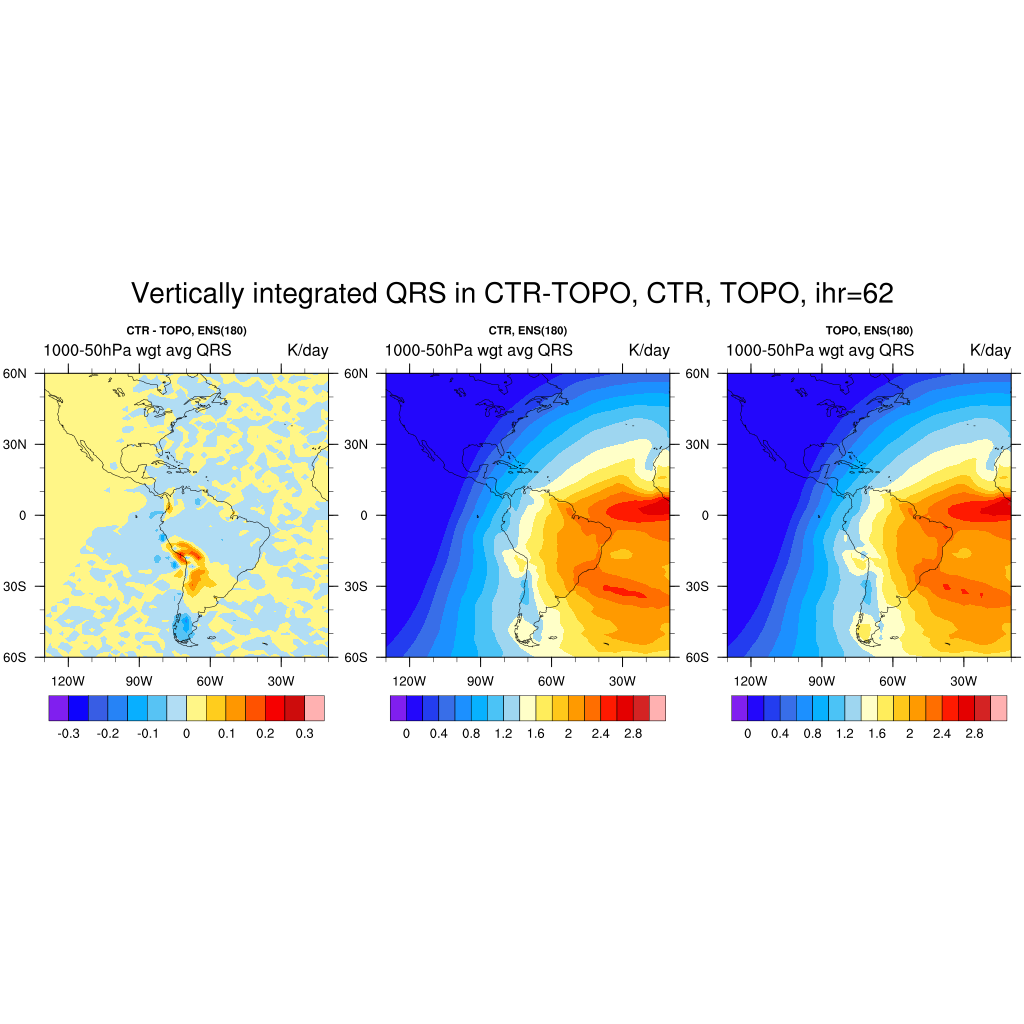 Vertically integrated QRS in CTR-TOPO, CTR, TOPO, ihr=62
CTR - TOPO, ENS(180)
1000-50hPa wgt avg QRS K/day
60N
30N
0
30S
60S
120W 90W 60W 30W
-0.3 -0.2 -0.1 0 0.1 0.2 0.3
CTR, ENS(180)
1000-50hPa wgt avg QRS K/day
60N
30N
0
30S
60S
120W 90W 60W 30W
0 0.4 0.8 1.2 1.6 2 2.4 2.8
TOPO, ENS(180)
1000-50hPa wgt avg QRS K/day
60N
30N
0
30S
60S
120W 90W 60W 30W
0 0.4 0.8 1.2 1.6 2 2.4 2.8